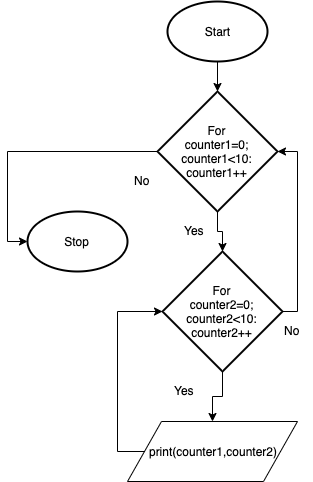 Start
For
counter1=0;
counter1<10:
counter1++
No
Yes
Stop
For
counter2=0;
counter2<10:
counter2++
No
Yes
print(counter1,counter2)